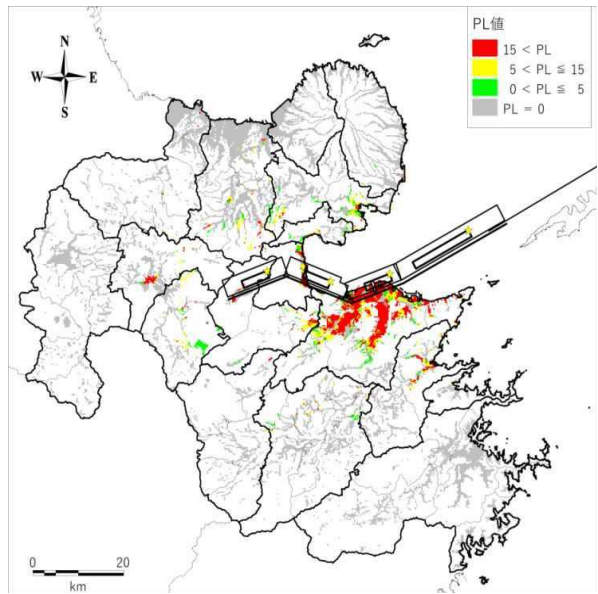 PL値
15 < PL
5 < PL ≦ 15
0 < PL ≦ 5
PL = 0
N
W E
S
0 20
km